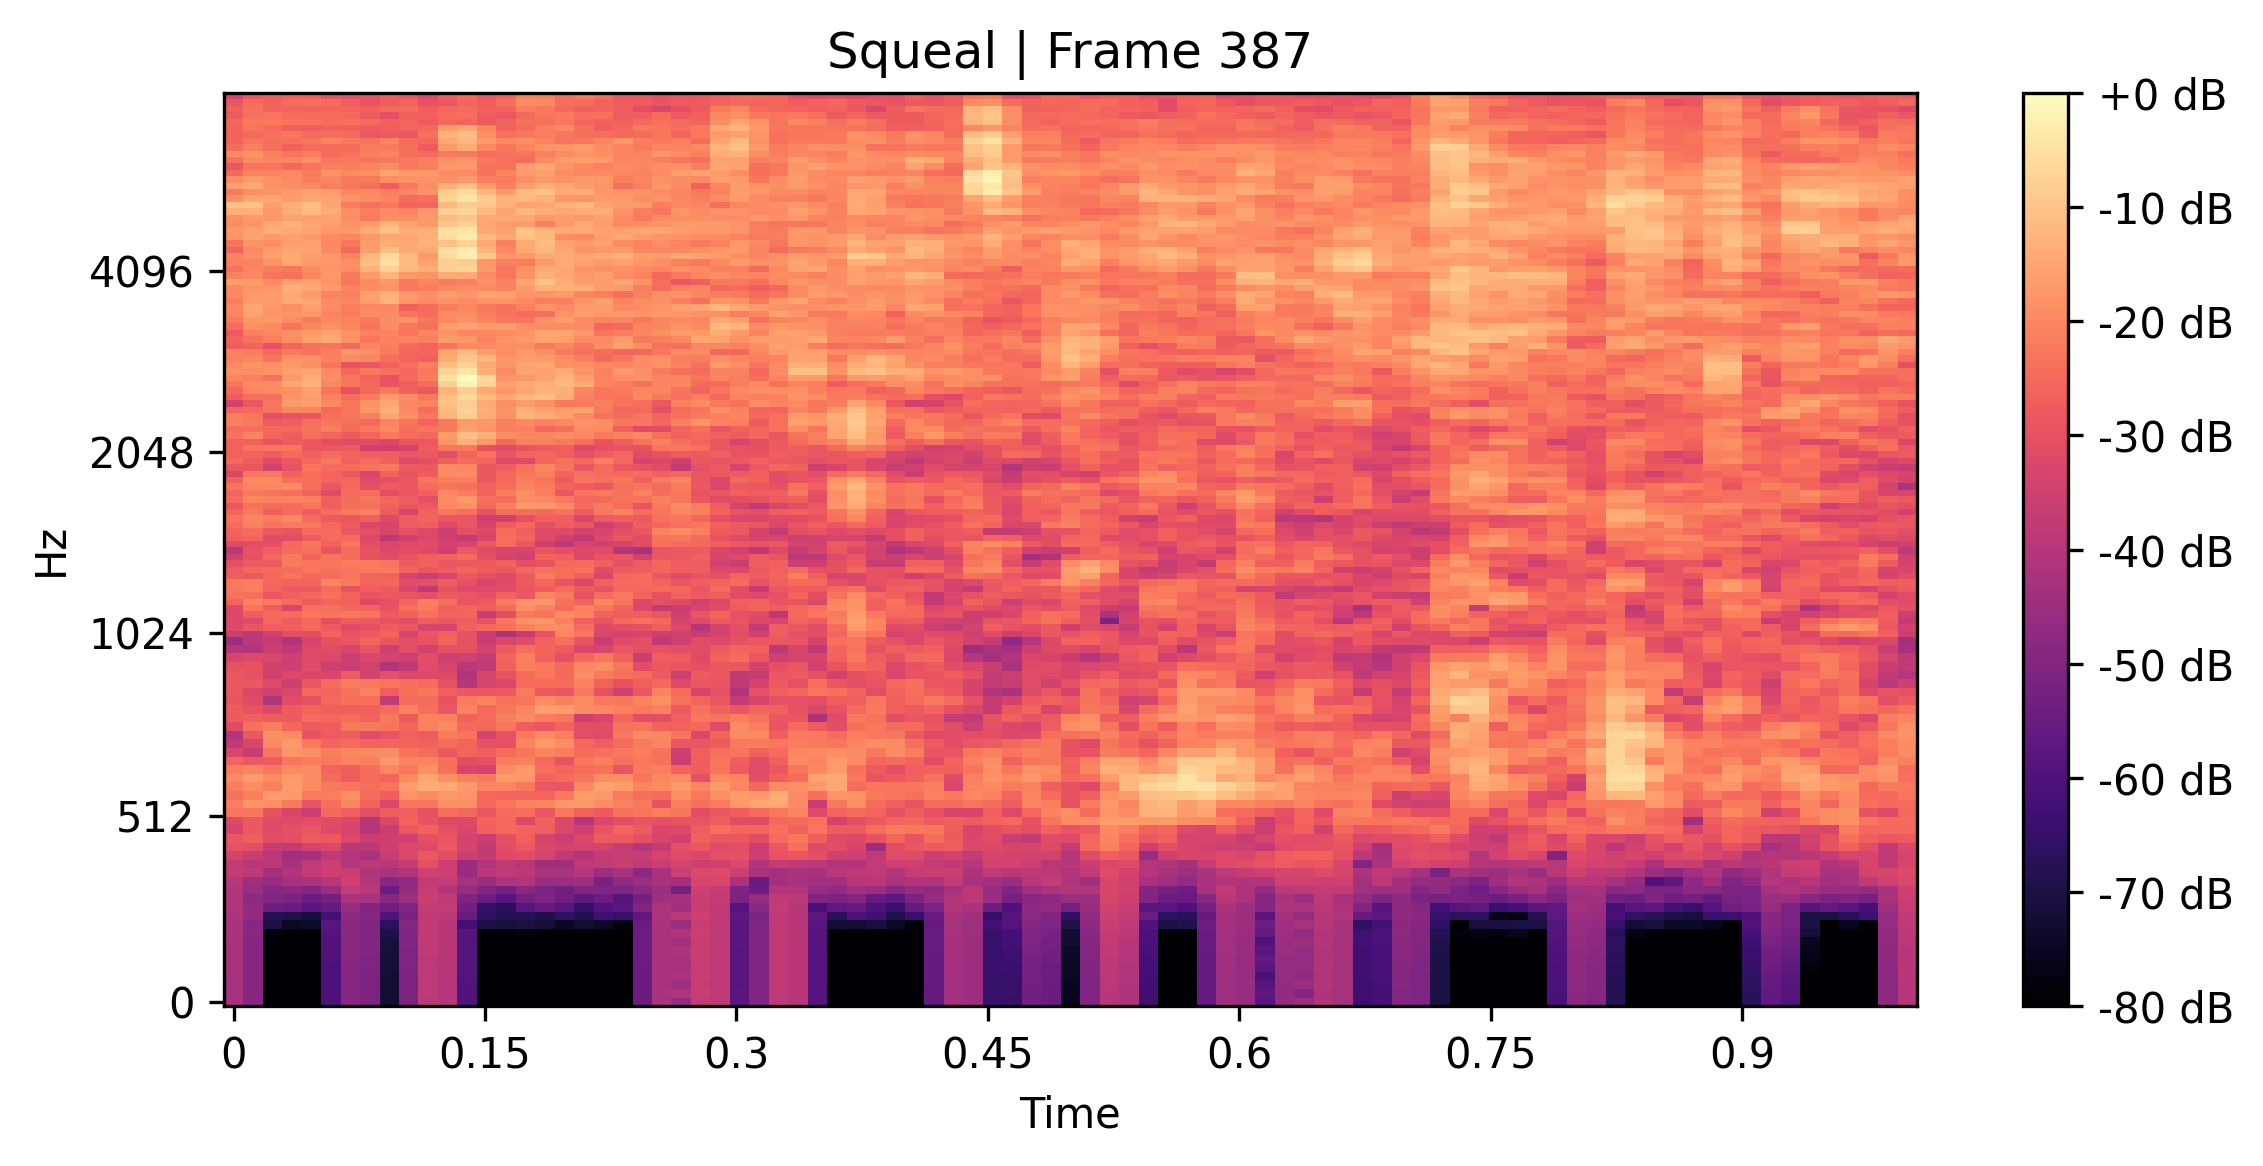 Squeal | Frame 387
Hz
4096
2048
1024
512
0
0 0.15 0.3 0.45 0.6 0.75 0.9
Time
+0 dB
-10 dB
-20 dB
-30 dB
-40 dB
-50 dB
-60 dB
-70 dB
-80 dB